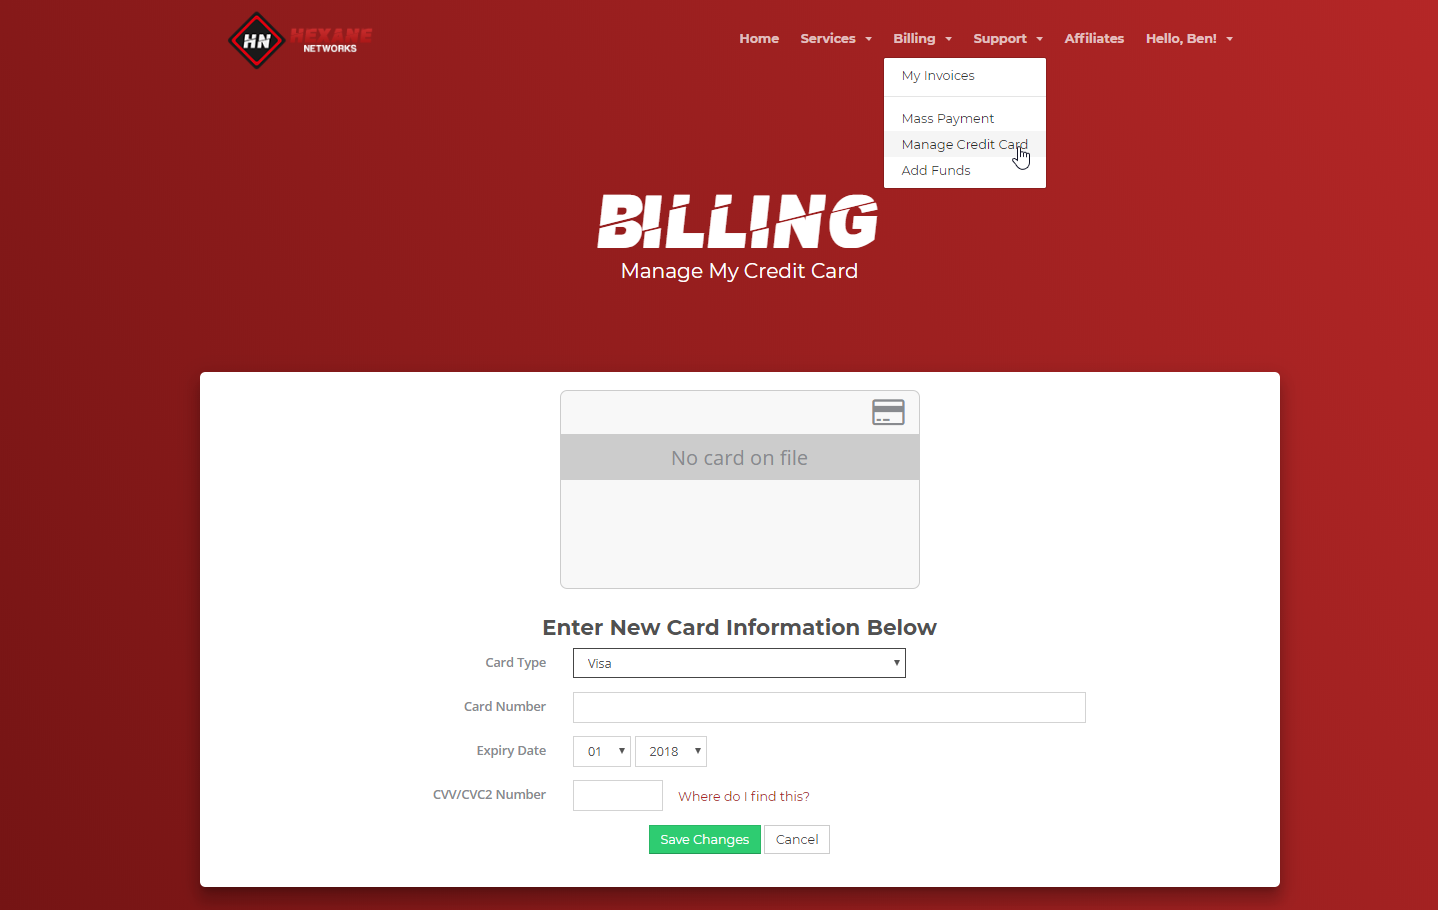 HN HEXANE
NETWORKS
Home Services Billing Support Affiliates Hello, Ben!
My Invoices
Mass Payment
Manage Credit Card
Add Funds
BILLING
Manage My Credit Card
No card on file
Enter New Card Information Below
Card Type Visa
Card Number
Expiry Date 01 2018
CVV/CVC2 Number Where do I find this?
Save Changes Cancel